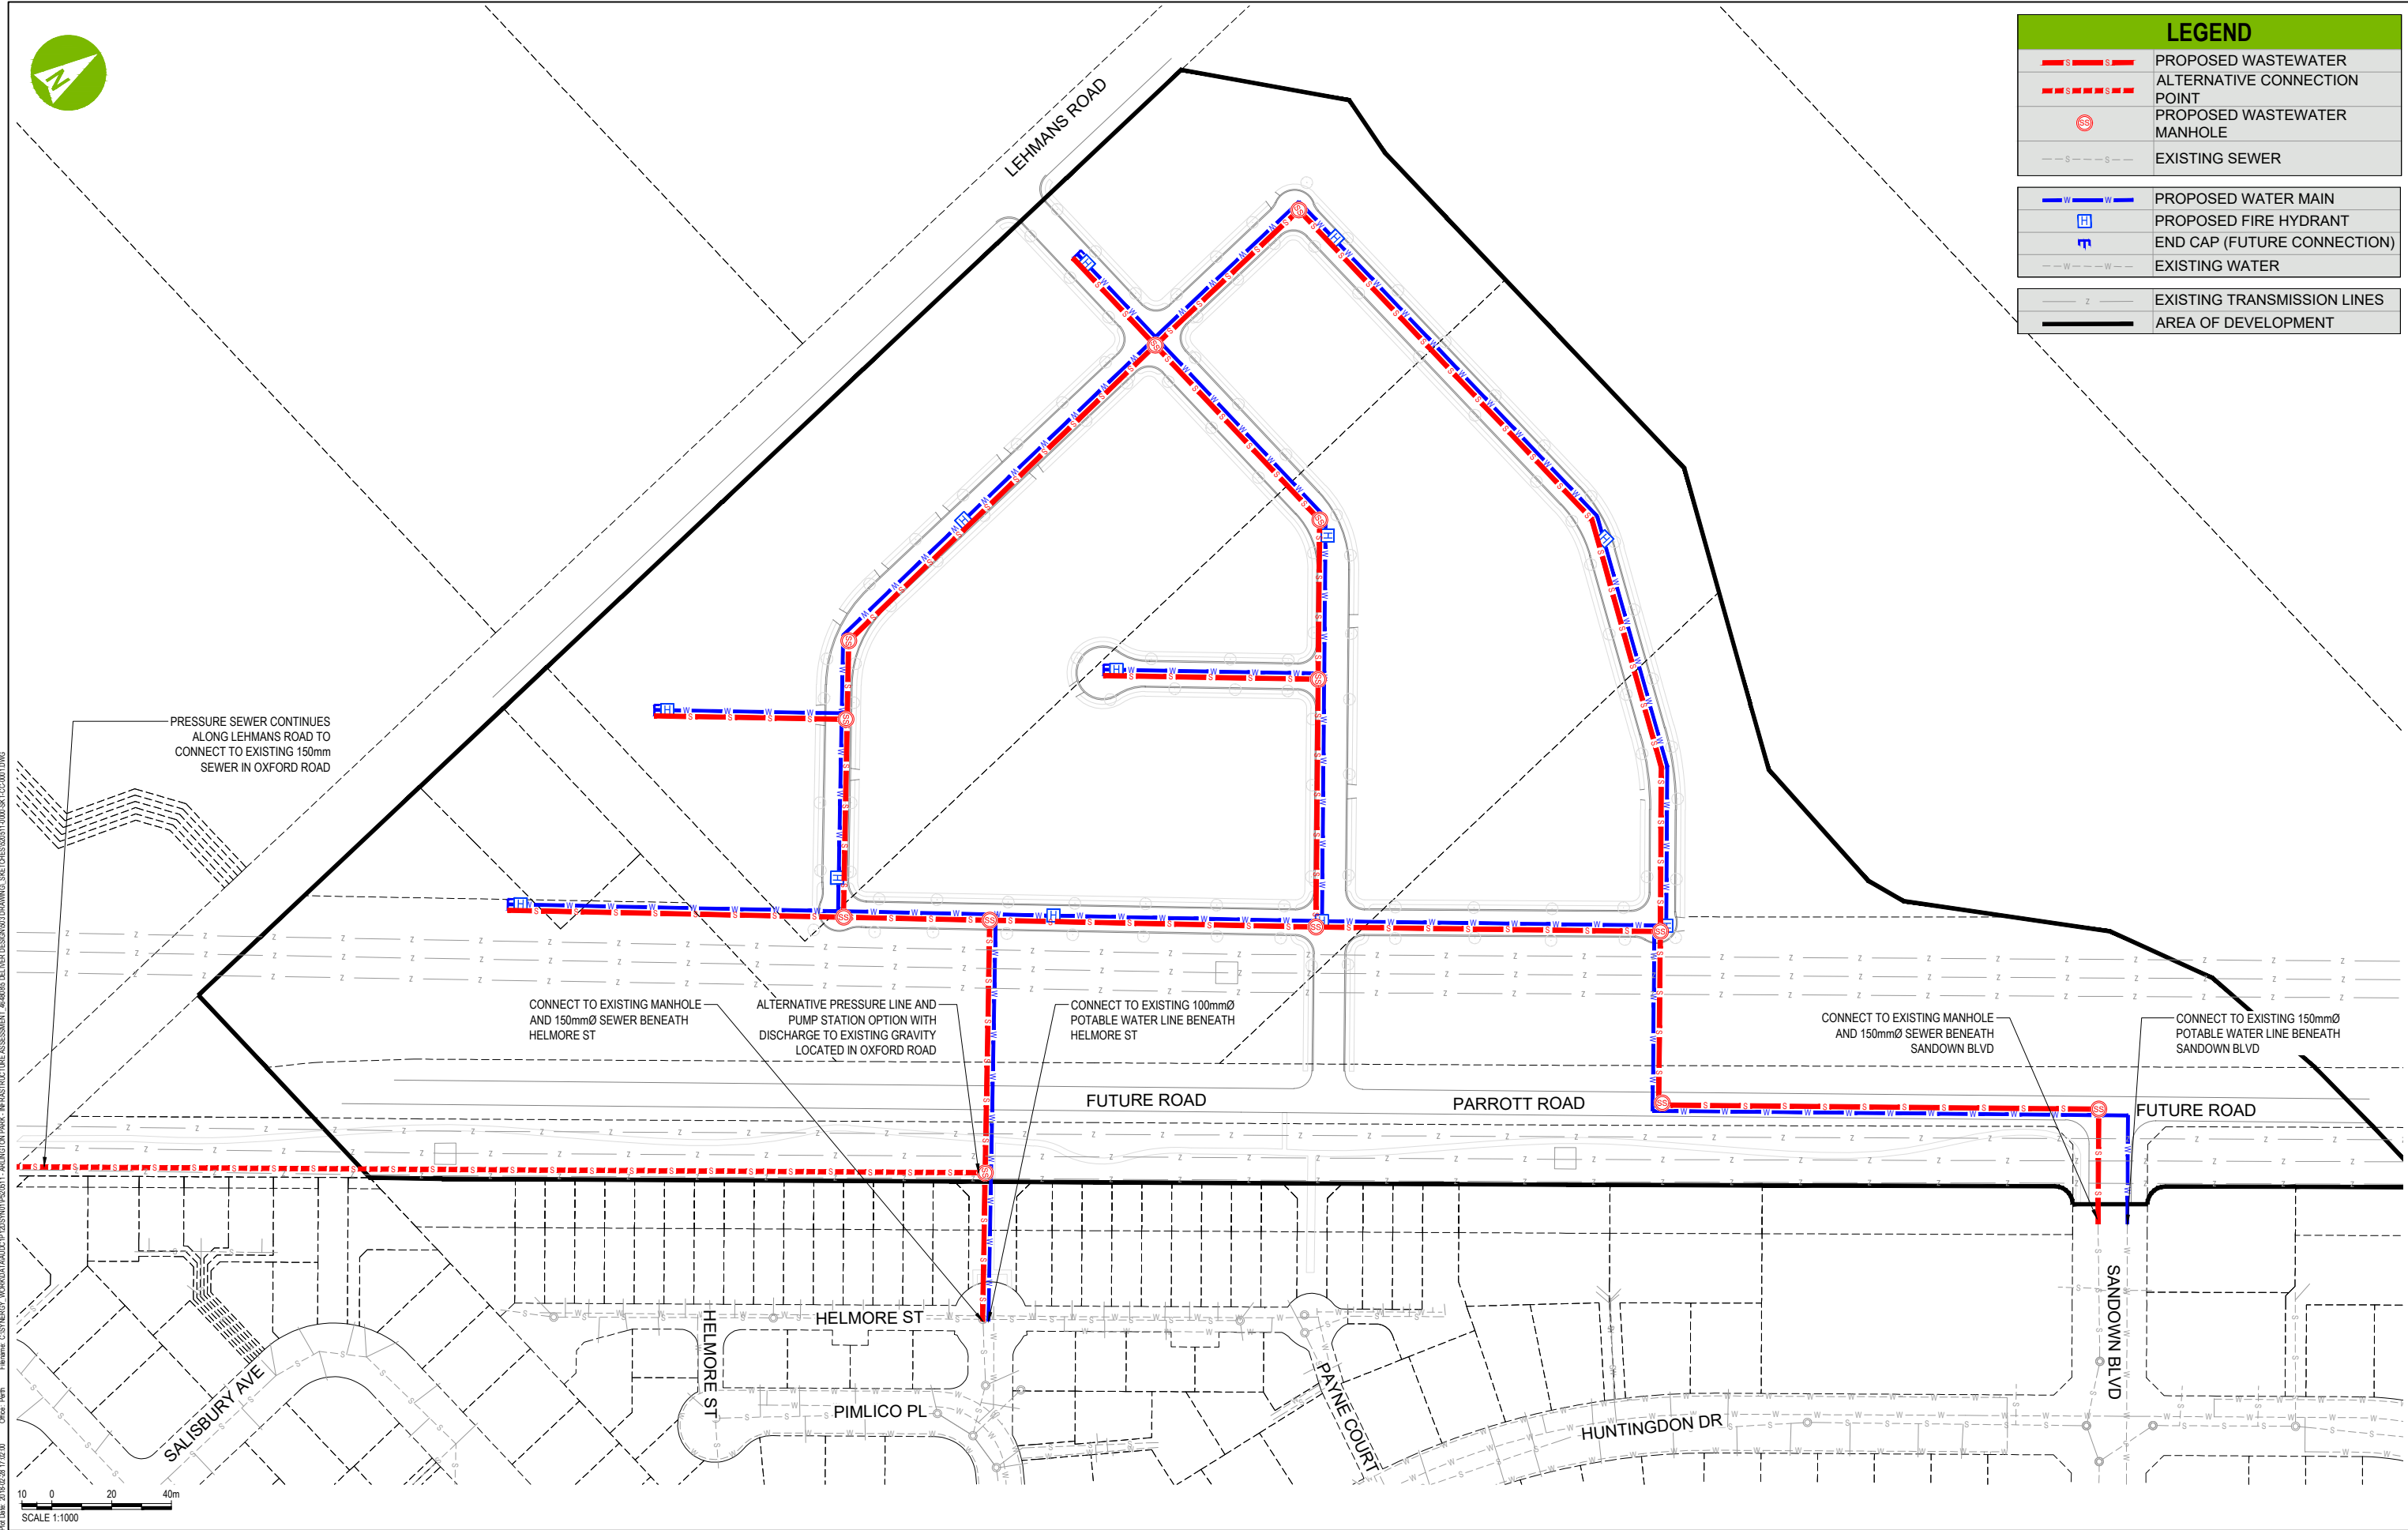 N
LEHMANS ROAD
LEGEND
PROPOSED WASTEWATER
ALTERNATIVE CONNECTION
POINT
PROPOSED WASTEWATER
MANHOLE
EXISTING SEWER
PROPOSED WATER MAIN
PROPOSED FIRE HYDRANT
END CAP (FUTURE CONNECTION)
EXISTING WATER
EXISTING TRANSMISSION LINES
AREA OF DEVELOPMENT
PRESSURE SEWER CONTINUES
ALONG LEHMANS ROAD TO
CONNECT TO EXISTING 150mm
SEWER IN OXFORD ROAD
CONNECT TO EXISTING MANHOLE
AND 150mmØ SEWER BENEATH
HELMORE ST
ALTERNATIVE PRESSURE LINE AND
PUMP STATION OPTION WITH
DISCHARGE TO EXISTING GRAVITY
LOCATED IN OXFORD ROAD
CONNECT TO EXISTING 100mmØ
POTABLE WATER LINE BENEATH
HELMORE ST
CONNECT TO EXISTING MANHOLE
AND 150mmØ SEWER BENEATH
SANDOWN BLVD
CONNECT TO EXISTING 150mmØ
POTABLE WATER LINE BENEATH
SANDOWN BLVD
FUTURE ROAD
PARROTT ROAD
FUTURE ROAD
HELMORE ST
HELMORE ST
PIMLICO PL
PAYNE COURT
HUNTINGDON DR
SANDOWN BLVD
SALISBURY AVE
10 0 20 40m
SCALE 1:1000